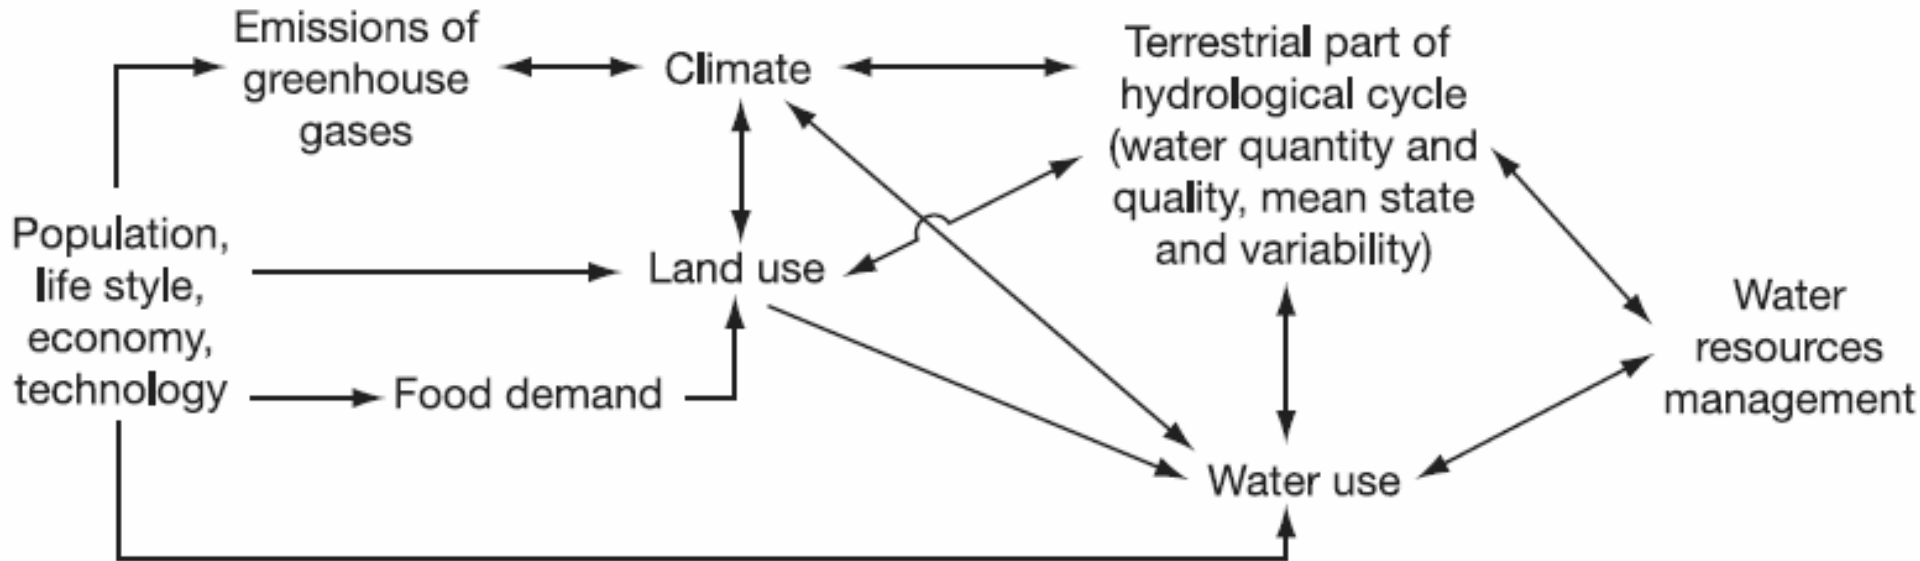 Emissions of
greenhouse
gases
Climate
Terrestrial part of
hydrological cycle
(water quantity and
quality, mean state
and variability)
Population,
life style,
economy,
technology
Land use
Food demand
Water
resources
management
Water use